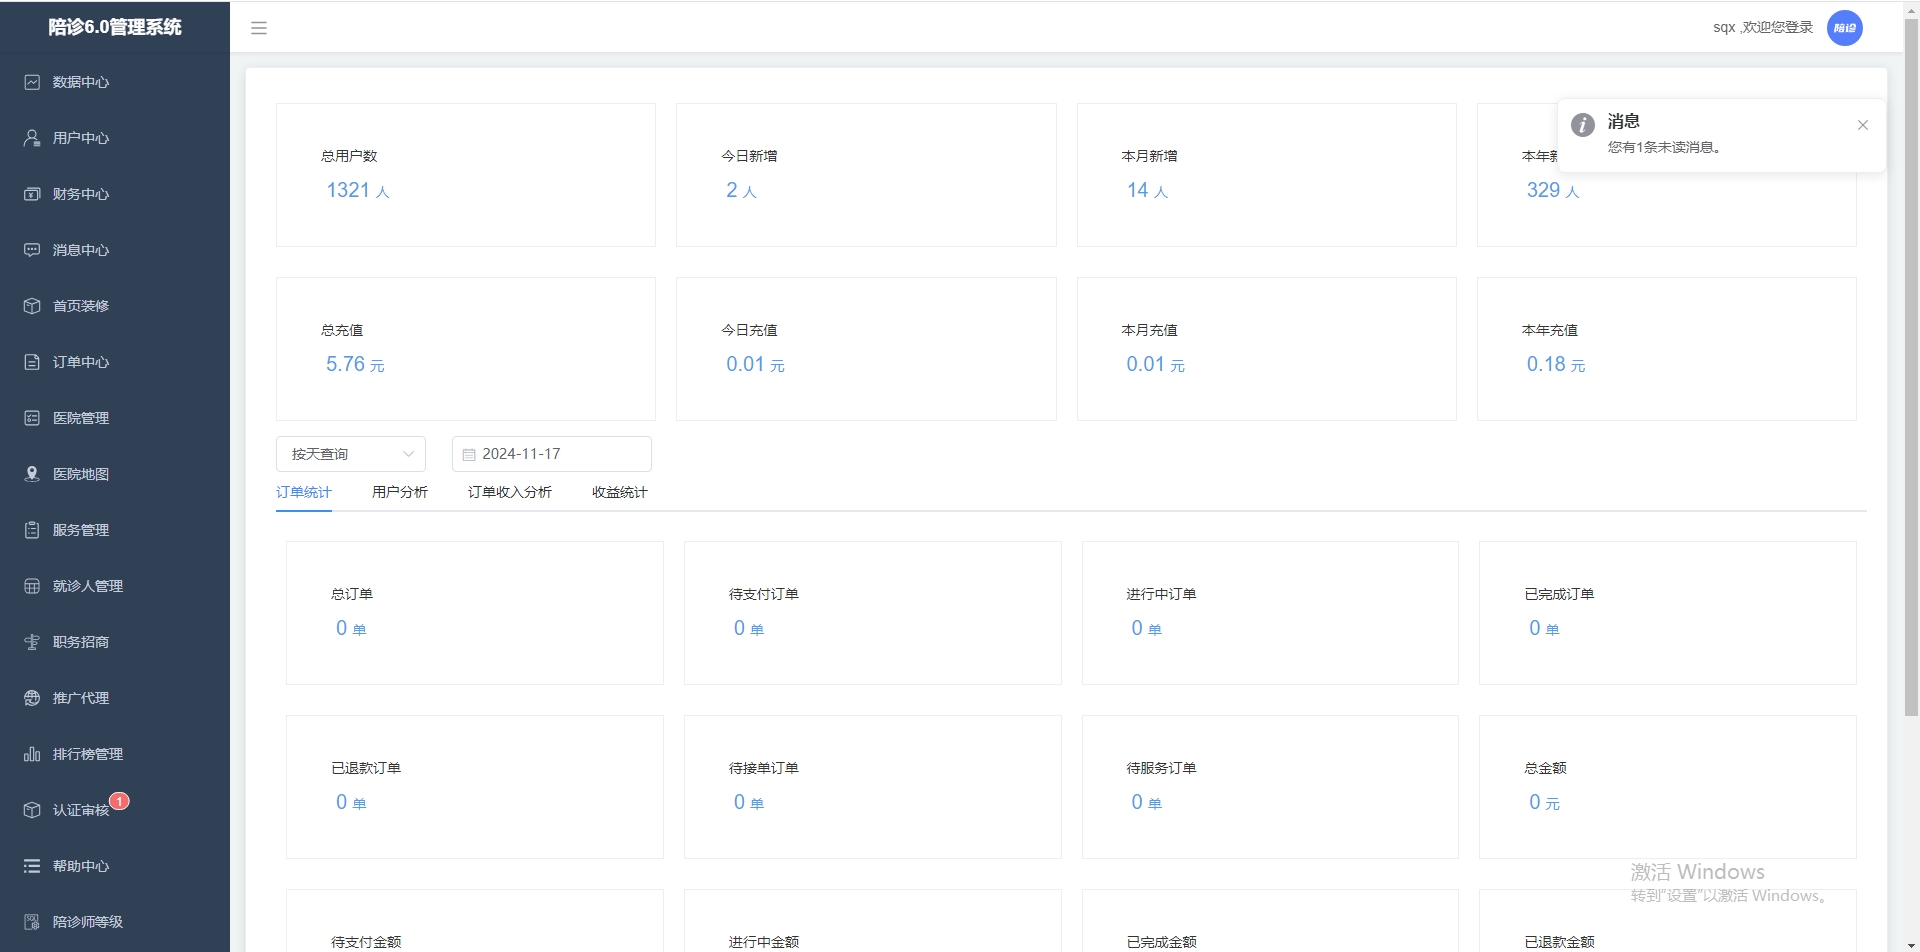 陪诊6.0管理系统
sqx ,欢迎您登录
陪诊
数据中心
用户中心
财务中心
消息中心
首页装修
订单中心
医院管理
医院地图
服务管理
就诊人管理
职务招商
推广代理
排行榜管理
认证审核
1
帮助中心
陪诊师等级
总用户数
1321 人
今日新增
2 人
本月新增
14 人
本年
329 人
消息
您有1条未读消息。
总充值
5.76 元
今日充值
0.01 元
本月充值
0.01 元
本年充值
0.18 元
按天查询
2024-11-17
订单统计
用户分析
订单收入分析
收益统计
总订单
0 单
待支付订单
0 单
进行中订单
0 单
已完成订单
0 单
已退款订单
0 单
待接单订单
0 单
待服务订单
0 单
总金额
0 元
待支付金额
进行中金额
已完成金额
已退款金额
激活 Windows
转到"设置"以激活 Windows。